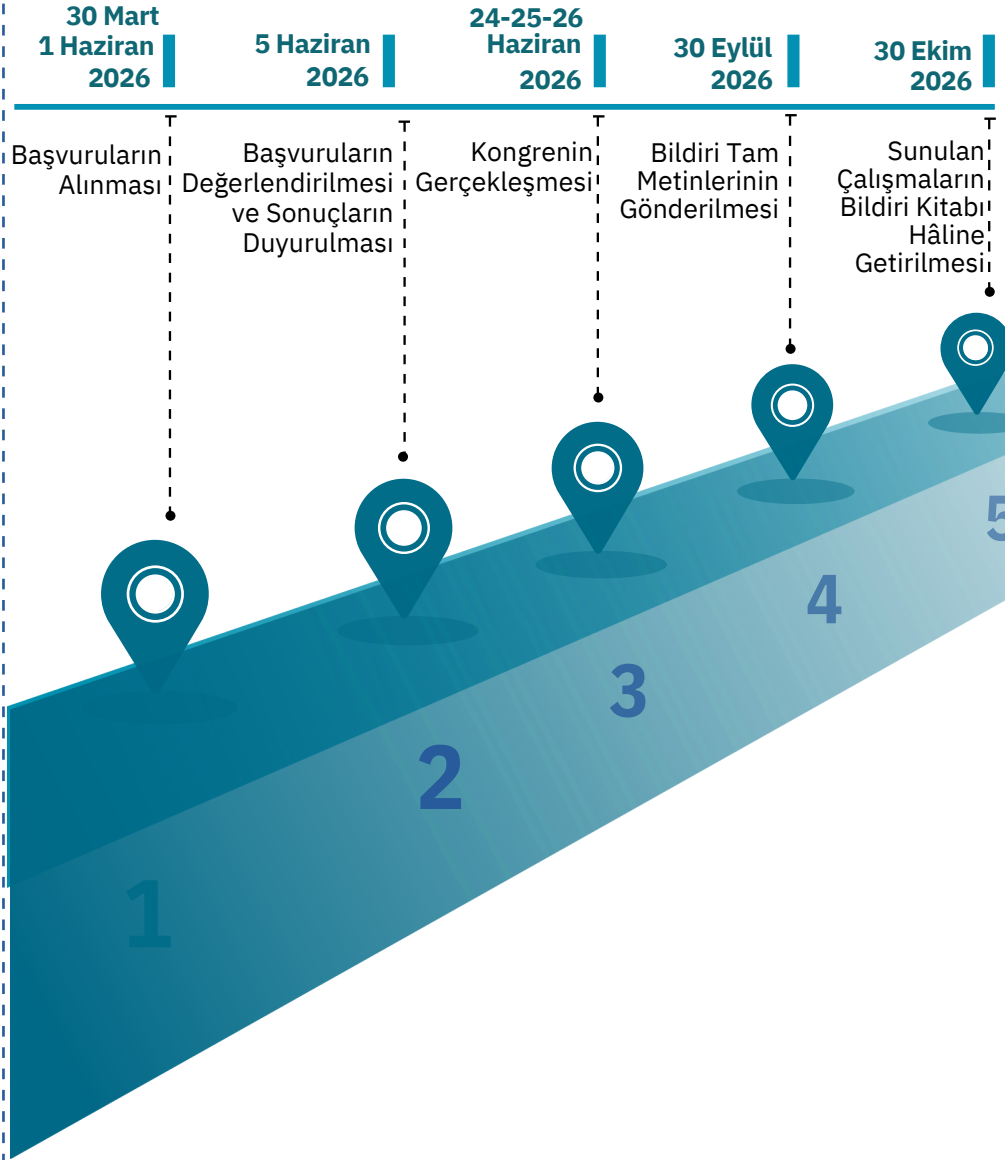 30 Mart
1 Haziran
2026
5 Haziran
2026
24-25-26
Haziran
2026
30 Eylül
2026
30 Ekim
2026
Başvuruların
Alınması
Başvuruların
Değerlendirilmesi
ve Sonuçların
Duyurulması
Kongrenin
Gerçekleşmesi
Bildiri Tam
Metinlerinin
Gönderilmesi
Sunulan
Çalışmaların
Bildiri Kitabı
Hâline
Getirilmesi
1
2
3
4
5